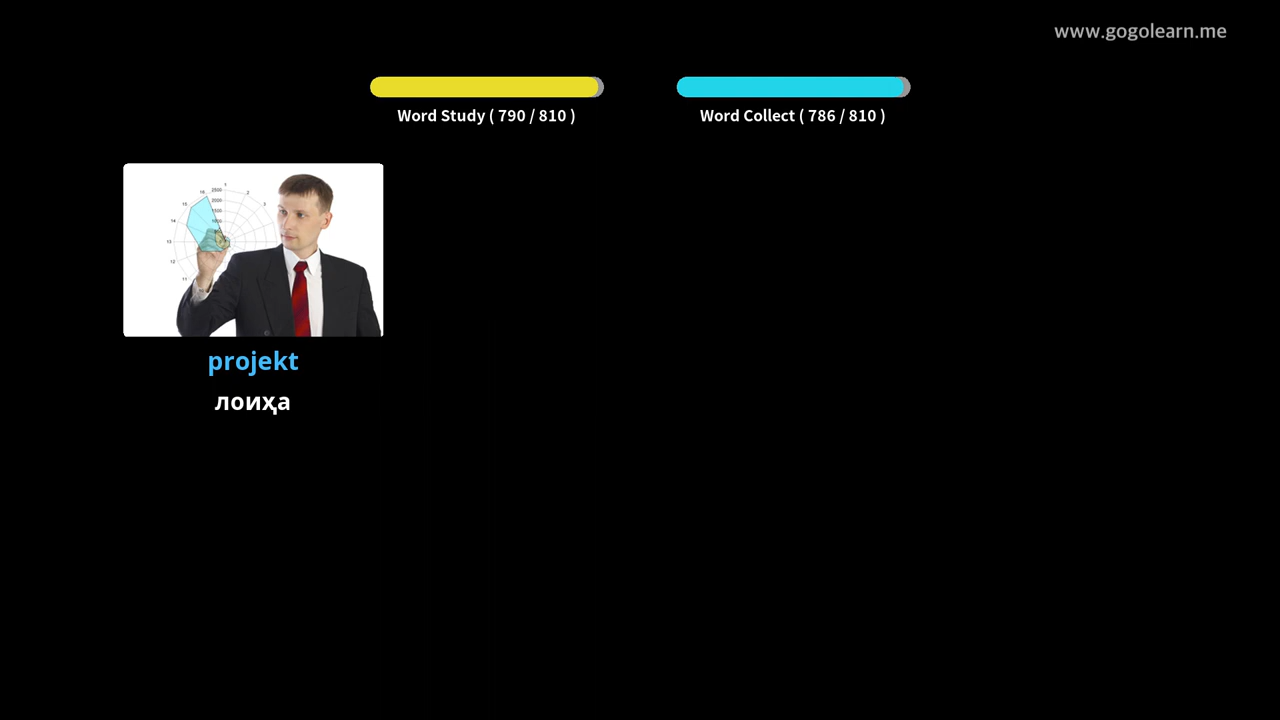 www.gogolearn.me
Word Study ( 790 / 810 )
Word Collect ( 786 / 810 )
projekt
лоиҳа